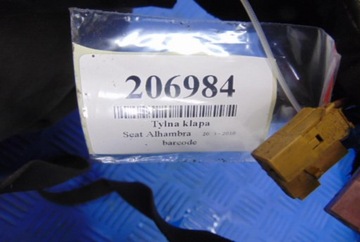 206984
Tylna klapa
Seat Alhambra
barcode